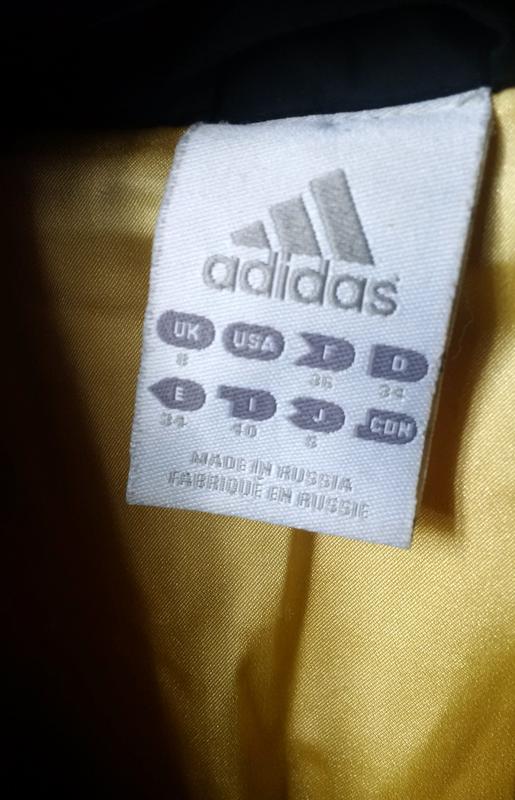 adidas
UK USA F D
8 36 34
E I J CDN
34 40 S
MADE IN RUSSIA
FABRIQUÉ EN RUSSIE